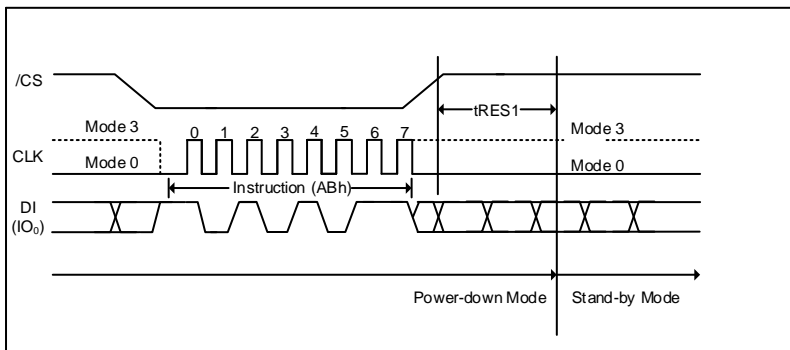 /CS
tRES1
Mode 3
Mode 3
0 1 2 3 4 5 6 7
CLK
Mode 0
Mode 0
Instruction (ABh)
DI
(IO₀)
Power-down Mode
Stand-by Mode